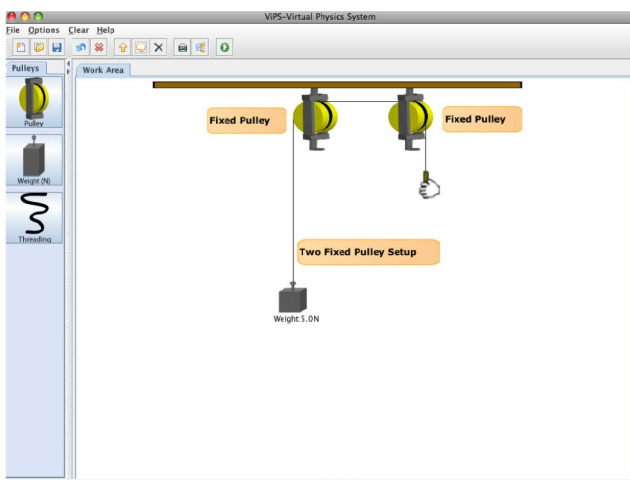 ViPS-Virtual Physics System
File Options Clear Help
Pulleys
Work Area
Pulley
Weight (N)
Threading
Fixed Pulley
Fixed Pulley
Two Fixed Pulley Setup
Weight:5.0N